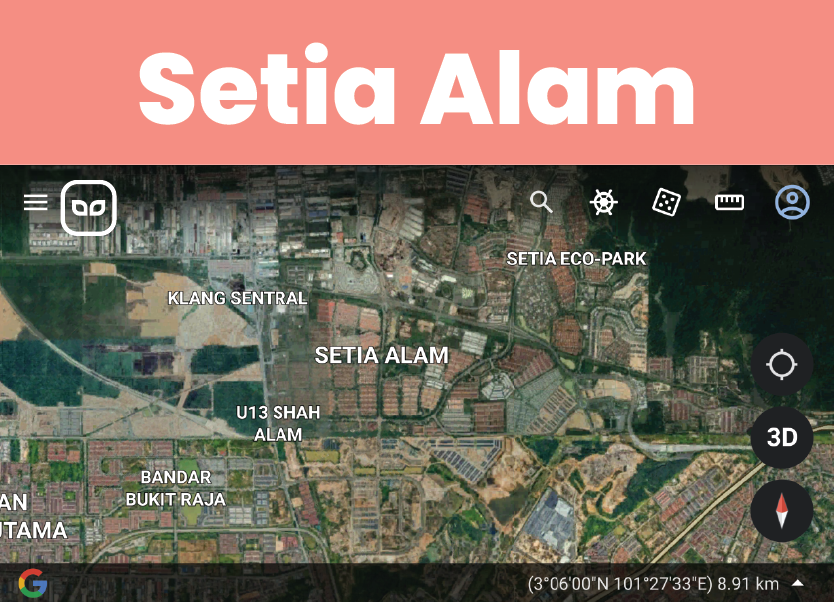 Setia Alam
SETIA ECO-PARK
KLANG SENTRAL
SETIA ALAM
U13 SHAH
ALAM
3D
BANDAR
BUKIT RAJA
AN
UTAMA
(3°06'00"N 101°27'33"E) 8.91 km